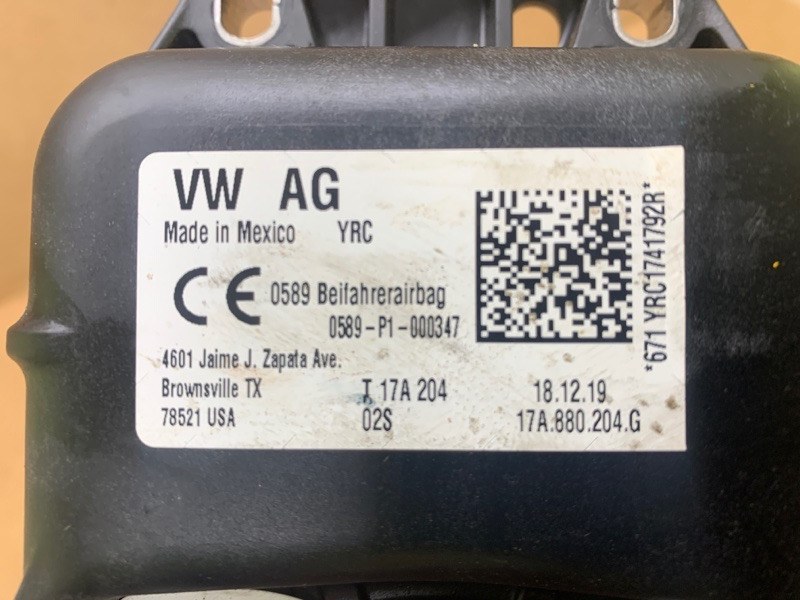 VW AG
Made in Mexico YRC
CE 0589 Beifahrerairbag
0589-P1-000347
4601 Jaime J. Zapata Ave.
Brownsville TX T 17A 204 18.12.19
78521 USA 02S 17A.880.204.G
*671 YRC1741792R*